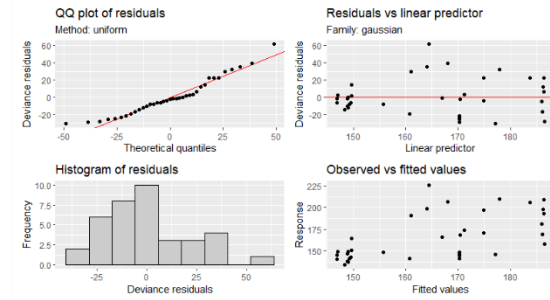 QQ plot of residuals
Method: uniform
Deviance residuals
60
40
20
0
-20
-50
-25
0
25
50
Theoretical quantiles
Residuals vs linear predictor
Family: gaussian
Deviance residuals
60
40
20
0
-20
150
160
170
180
Linear predictor
Histogram of residuals
Frequency
10.0
7.5
5.0
2.5
0.0
-25
0
25
50
Deviance residuals
Observed vs fitted values
Response
225
200
175
150
150
160
170
180
Fitted values